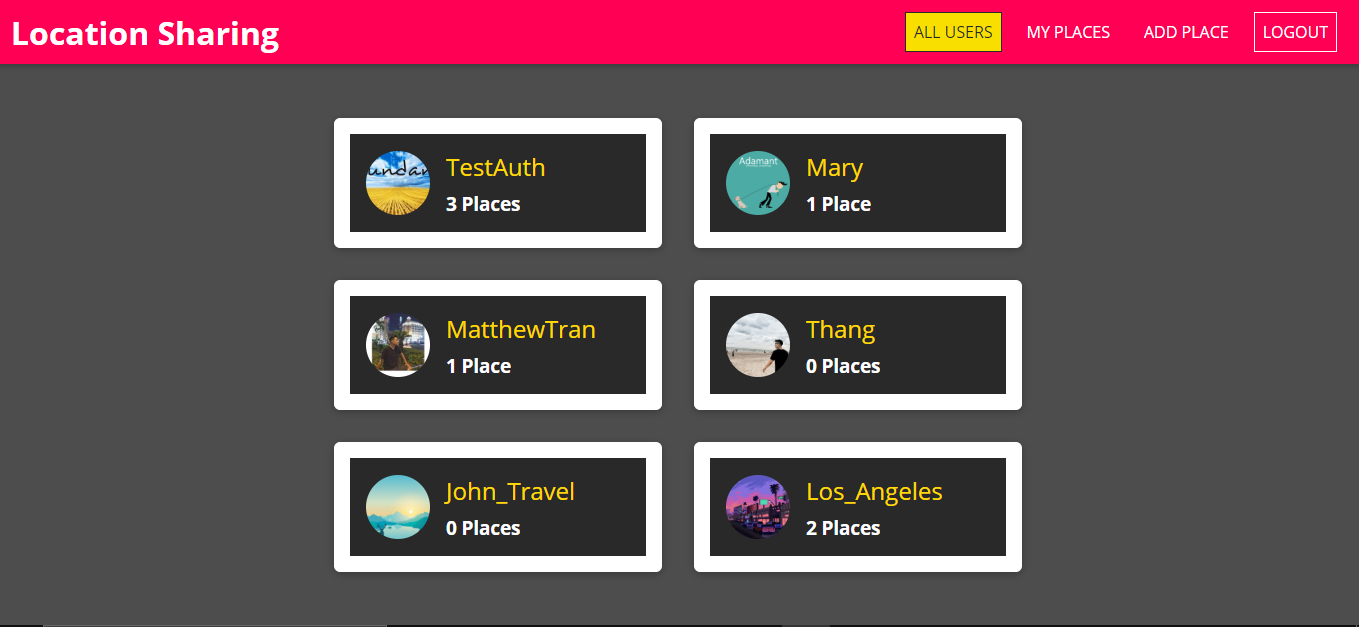 Location Sharing
ALL USERS
MY PLACES
ADD PLACE
LOGOUT
undar
TestAuth
3 Places
Adamant
Mary
1 Place
MatthewTran
1 Place
Thang
0 Places
John_Travel
0 Places
Los_Angeles
2 Places